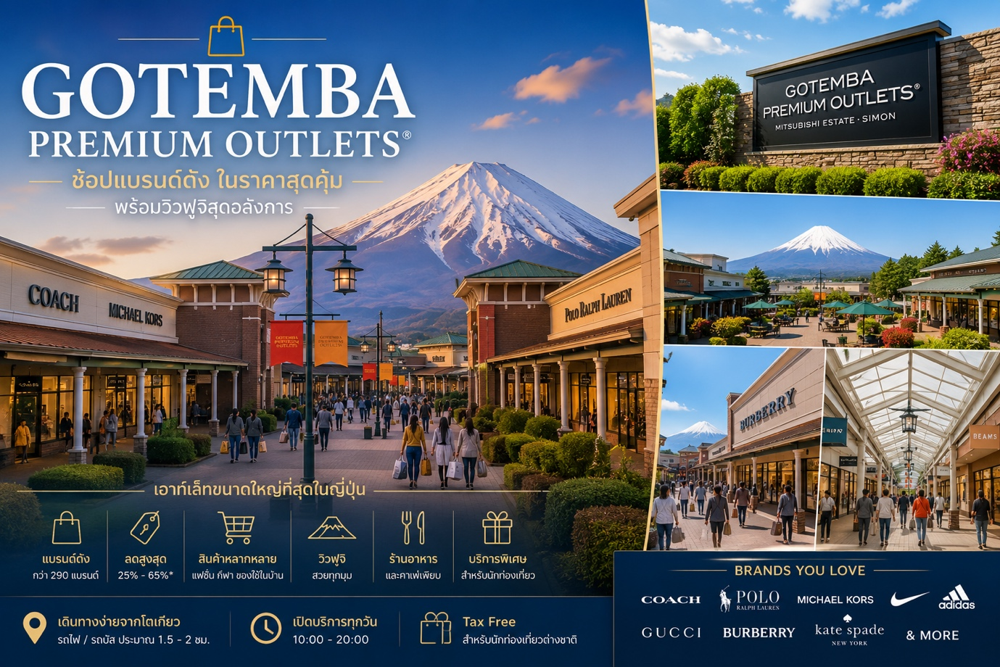 GOTEMBA
PREMIUM OUTLETS®
ช้อปแบรนด์ดัง ในราคาสุดคุ้ม
พร้อมวิวฟูจิสุดอลังการ
COACH
MICHAEL KORS
POLO RALPH LAUREN
GOTEMBA
PREMIUM
OUTLETS
GOTEMBA
PREMIUM
OUTLETS
GOTEMBA
PREMIUM OUTLETS®
MITSUBISHI ESTATE · SIMON
BURBERRY
BEAMS
เอาท์เล็ทขนาดใหญ่ที่สุดในญี่ปุ่น
แบรนด์ดัง
กว่า 290 แบรนด์
ลดสูงสุด
25% - 65%*
สินค้าหลากหลาย
แฟชั่น กีฬา ของใช้ในบ้าน
วิวฟูจิ
สวยทุกมุม
ร้านอาหาร
และคาเฟ่เพียบ
บริการพิเศษ
สำหรับนักท่องเที่ยว
เดินทางง่ายจากโตเกียว
รถไฟ / รถบัส ประมาณ 1.5 - 2 ชม.
เปิดบริการทุกวัน
10:00 - 20:00
Tax Free
สำหรับนักท่องเที่ยวต่างชาติ
BRANDS YOU LOVE
COACH
POLO
RALPH LAUREN
MICHAEL KORS
adidas
GUCCI
BURBERRY
kate spade
NEW YORK
& MORE